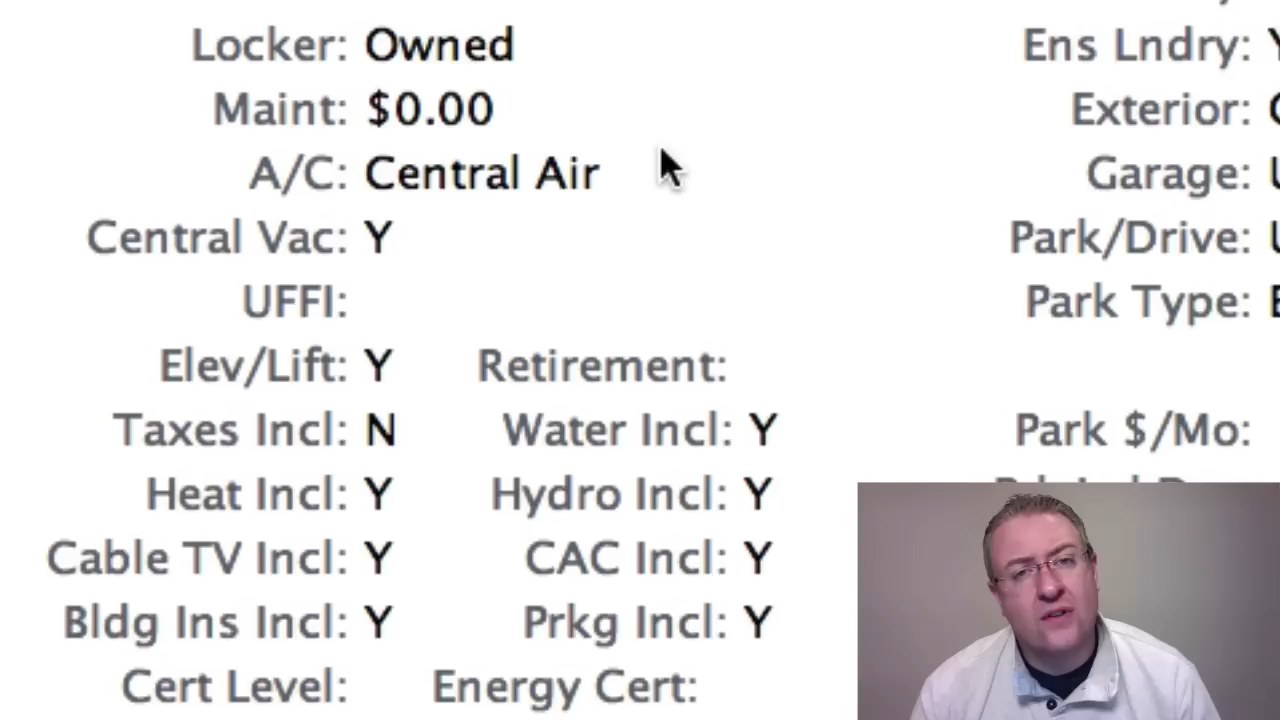 Locker: Owned Ens Lndry: Y
Maint: $0.00 Exterior:
A/C: Central Air Garage:
Central Vac: Y Park/Drive:
UFFI: Park Type:
Elev/Lift: Y Retirement:
Taxes Incl: N Water Incl: Y Park $/Mo:
Heat Incl: Y Hydro Incl: Y
Cable TV Incl: Y CAC Incl: Y
Bldg Ins Incl: Y Prkg Incl: Y
Cert Level: Energy Cert: